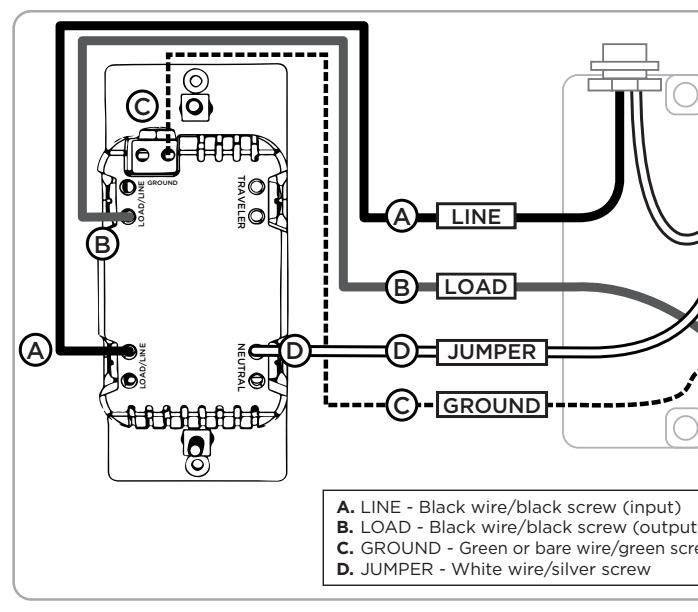 C
GROUND
LOAD/LINE
TRAVELER
B
A
LOAD/LINE
NEUTRAL
D
A LINE
B LOAD
D JUMPER
C GROUND
A. LINE - Black wire/black screw (input)
B. LOAD - Black wire/black screw (output
C. GROUND - Green or bare wire/green scre
D. JUMPER - White wire/silver screw